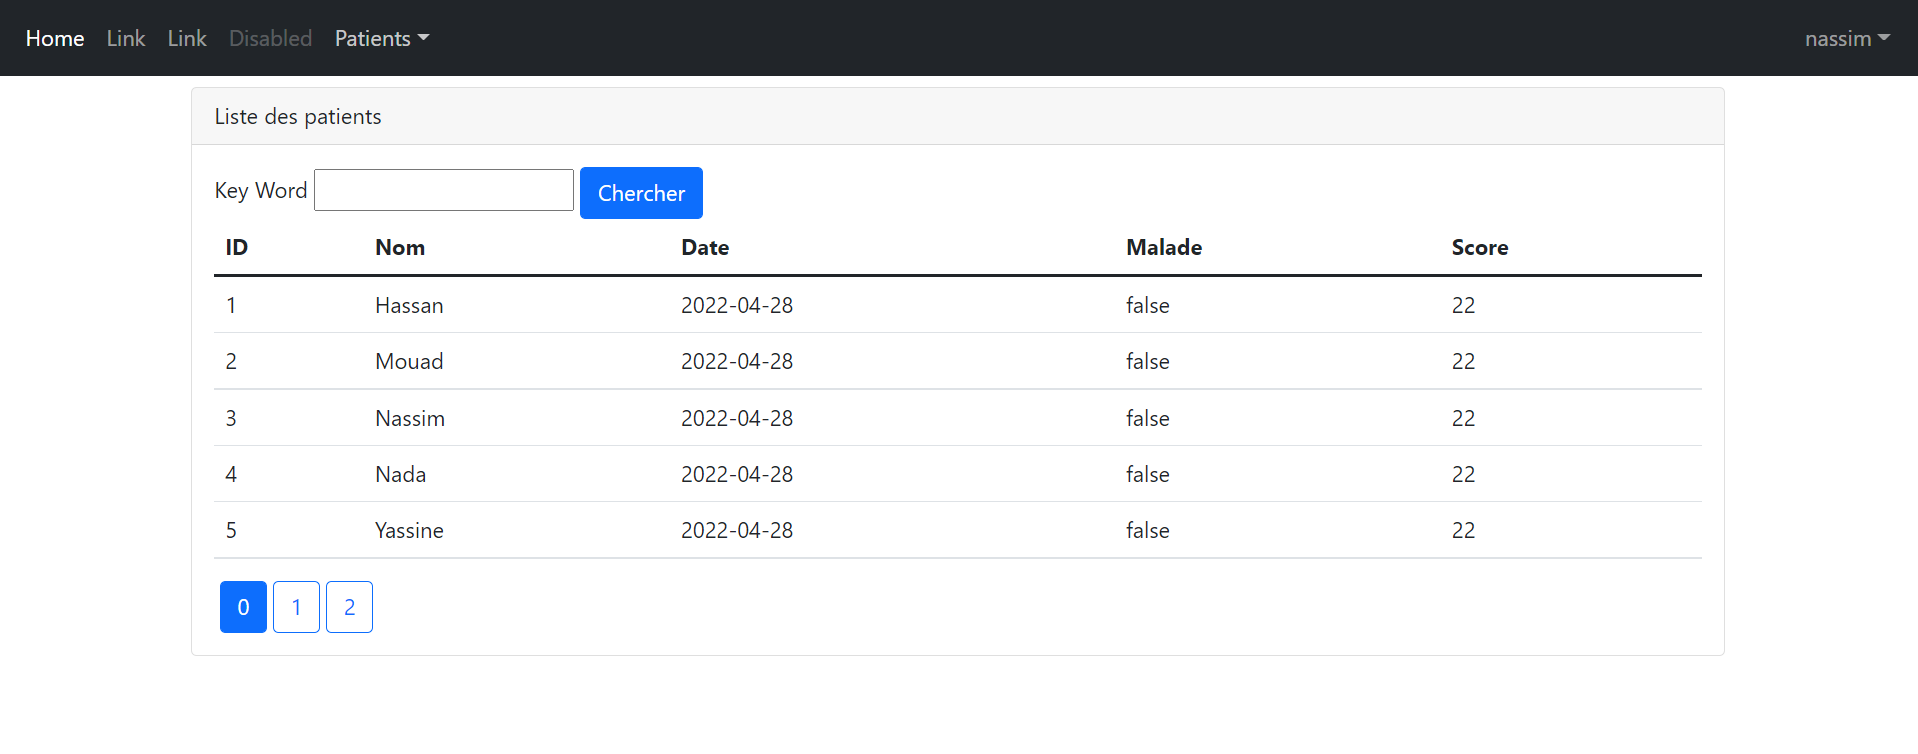 Home Link Link Disabled Patients nassim
Liste des patients
Key Word Chercher
ID Nom Date Malade Score
1 Hassan 2022-04-28 false 22
2 Mouad 2022-04-28 false 22
3 Nassim 2022-04-28 false 22
4 Nada 2022-04-28 false 22
5 Yassine 2022-04-28 false 22
0 1 2